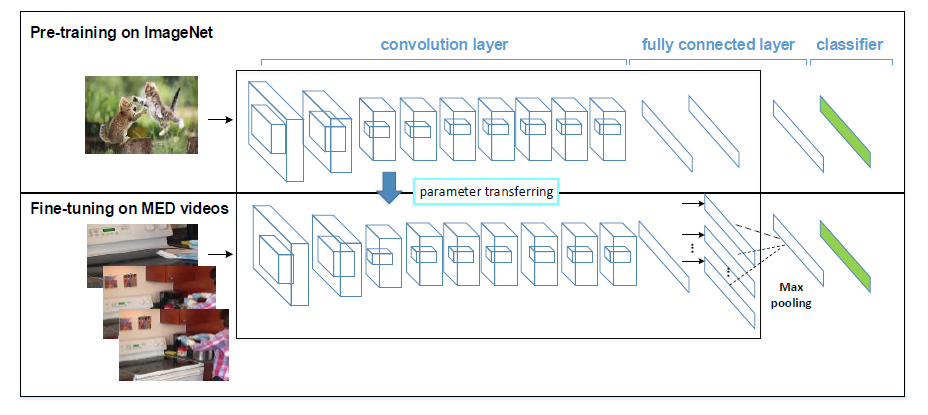 Pre-training on ImageNet
convolution layer
fully connected layer
classifier
parameter transferring
Fine-tuning on MED videos
Max
pooling